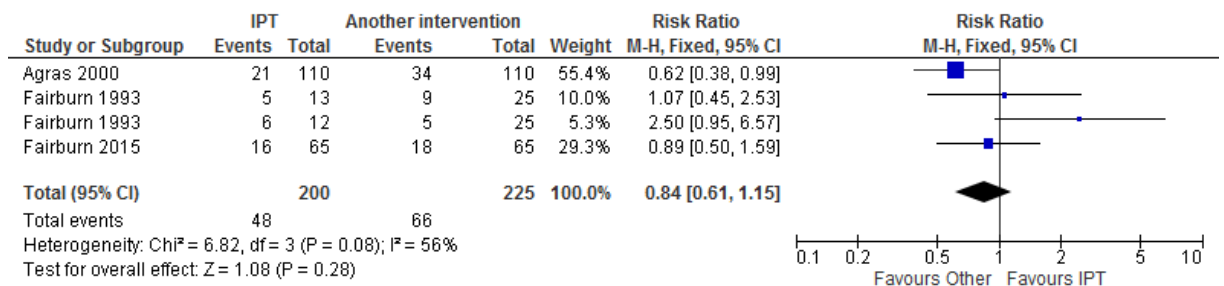 IPT Another intervention Risk Ratio Risk Ratio
Study or Subgroup Events Total Events Total Weight M-H, Fixed, 95% CI M-H, Fixed, 95% CI
Agras 2000 21 110 34 110 55.4% 0.62 [0.38, 0.99]
Fairburn 1993 5 13 9 25 10.0% 1.07 [0.45, 2.53]
Fairburn 1993 6 12 5 25 5.3% 2.50 [0.95, 6.57]
Fairburn 2015 16 65 18 65 29.3% 0.89 [0.50, 1.59]
Total (95% CI) 200 225 100.0% 0.84 [0.61, 1.15]
Total events 48 66
Heterogeneity: Chi² = 6.82, df = 3 (P = 0.08); I² = 56%
Test for overall effect: Z = 1.08 (P = 0.28)
0.1 0.2 0.5 1 2 5 10
Favours Other Favours IPT